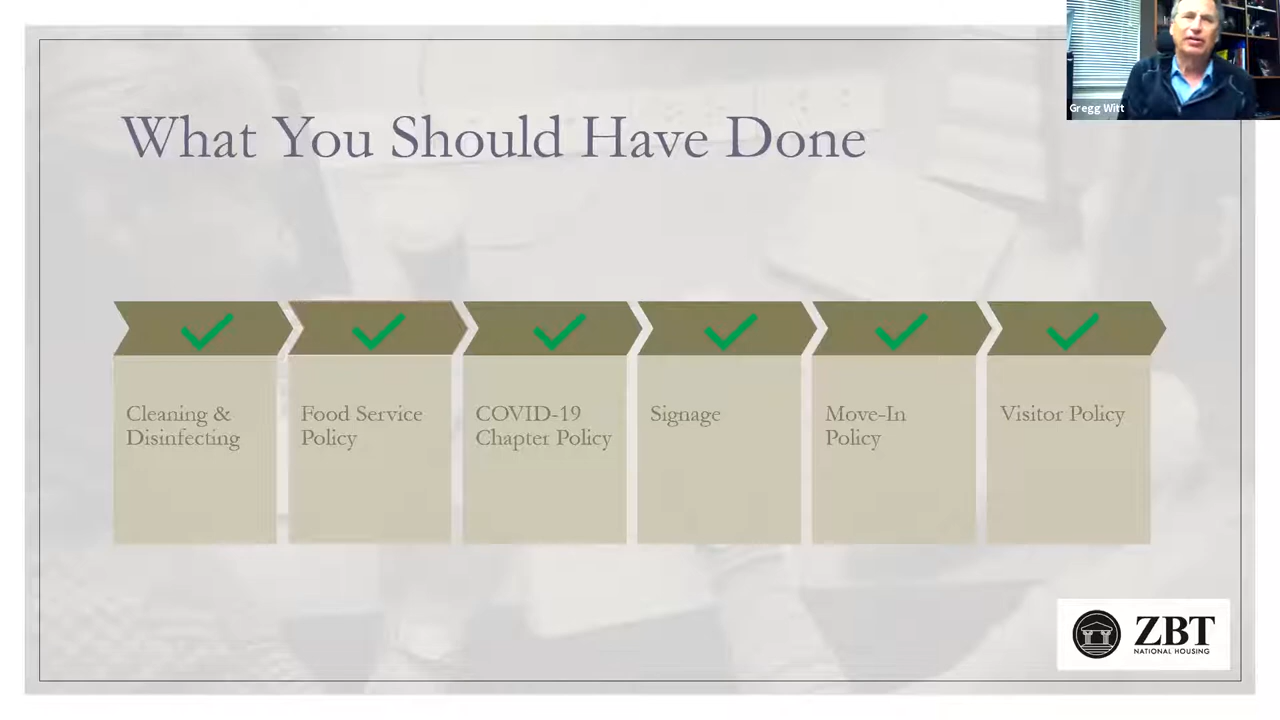 Gregg Witt
What You Should Have Done
Cleaning &
Disinfecting
Food Service
Policy
COVID-19
Chapter Policy
Signage
Move-In
Policy
Visitor Policy
ZBT
NATIONAL HOUSING